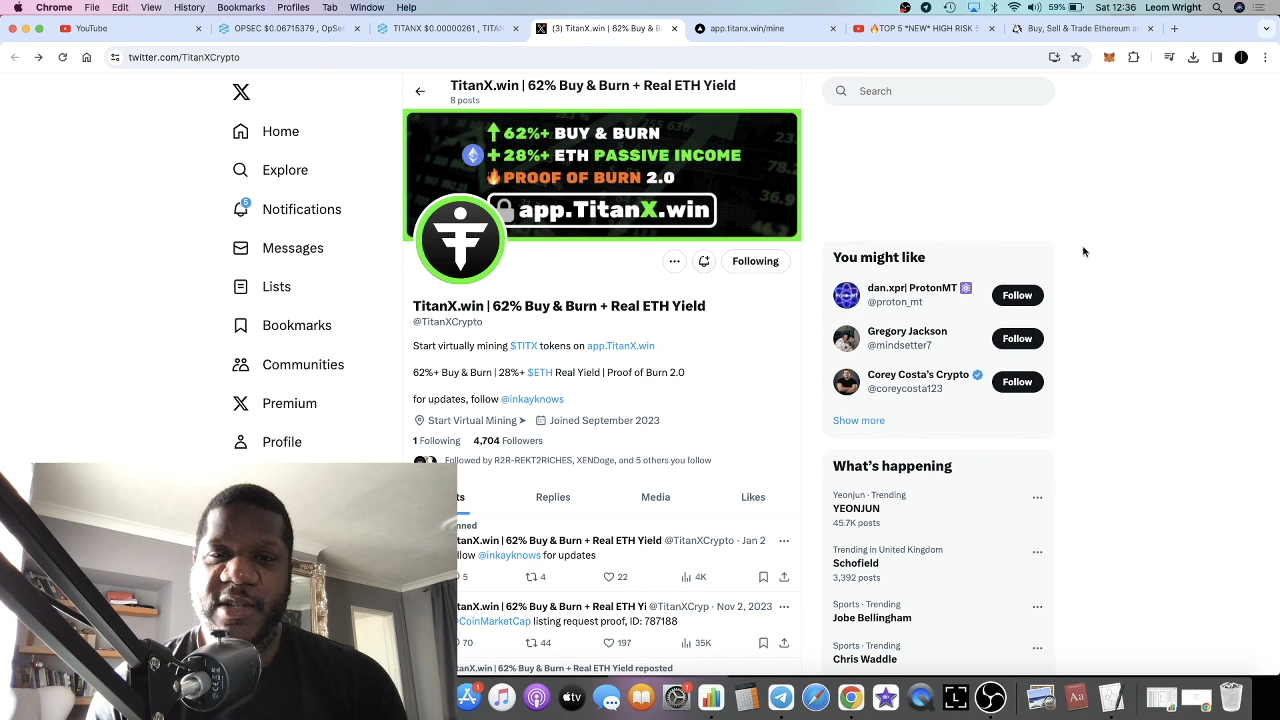 Chrome File Edit View History Bookmarks Profiles Tab Window Help
59% Sat 12:36 Leom Wright
YouTube
OPSEC $0.06715379 , OpSe
TITANX $0.00000261 , TITAN
(3) TitanX.win | 62% Buy & B
app.titanx.win/mine
TOP 5 *NEW* HIGH RISK
Buy, Sell & Trade Ethereum a
twitter.com/TitanXCrypto
TitanX.win | 62% Buy & Burn + Real ETH Yield
8 posts
Search
62%+ BUY & BURN
+ 28%+ ETH PASSIVE INCOME
PROOF OF BURN 2.0
app.TitanX.win
Home
Explore
5
Notifications
Messages
Lists
Bookmarks
Communities
Premium
Profile
Following
TitanX.win | 62% Buy & Burn + Real ETH Yield
@TitanXCrypto
Start virtually mining $TITX tokens on app.TitanX.win
62%+ Buy & Burn | 28%+ $ETH Real Yield | Proof of Burn 2.0
for updates, follow @inkayknows
Start Virtual Mining ➤ Joined September 2023
1 Following 4,704 Followers
Followed by R2R-REKT2RICHES, XENDoge, and 5 others you follow
ts Replies Media Likes
nned
tanX.win | 62% Buy & Burn + Real ETH Yield @TitanXCrypto · Jan 2
llow @inkayknows for updates
5 4 22 4K
tanX.win | 62% Buy & Burn + Real ETH Yi @TitanXCryp · Nov 2, 2023
@CoinMarketCap listing request proof, ID: 787188
70 44 197 35K
tanX.win | 62% Buy & Burn + Real ETH Yield reposted
You might like
dan.xpr| ProtonMT
@proton_mt
Follow
Gregory Jackson
@mindsetter7
Follow
Corey Costa's Crypto
@coreycosta123
Follow
Show more
What's happening
Yeonjun · Trending
YEONJUN
45.7K posts
Trending in United Kingdom
Schofield
3,392 posts
Sports · Trending
Jobe Bellingham
Sports · Trending
Chris Waddle